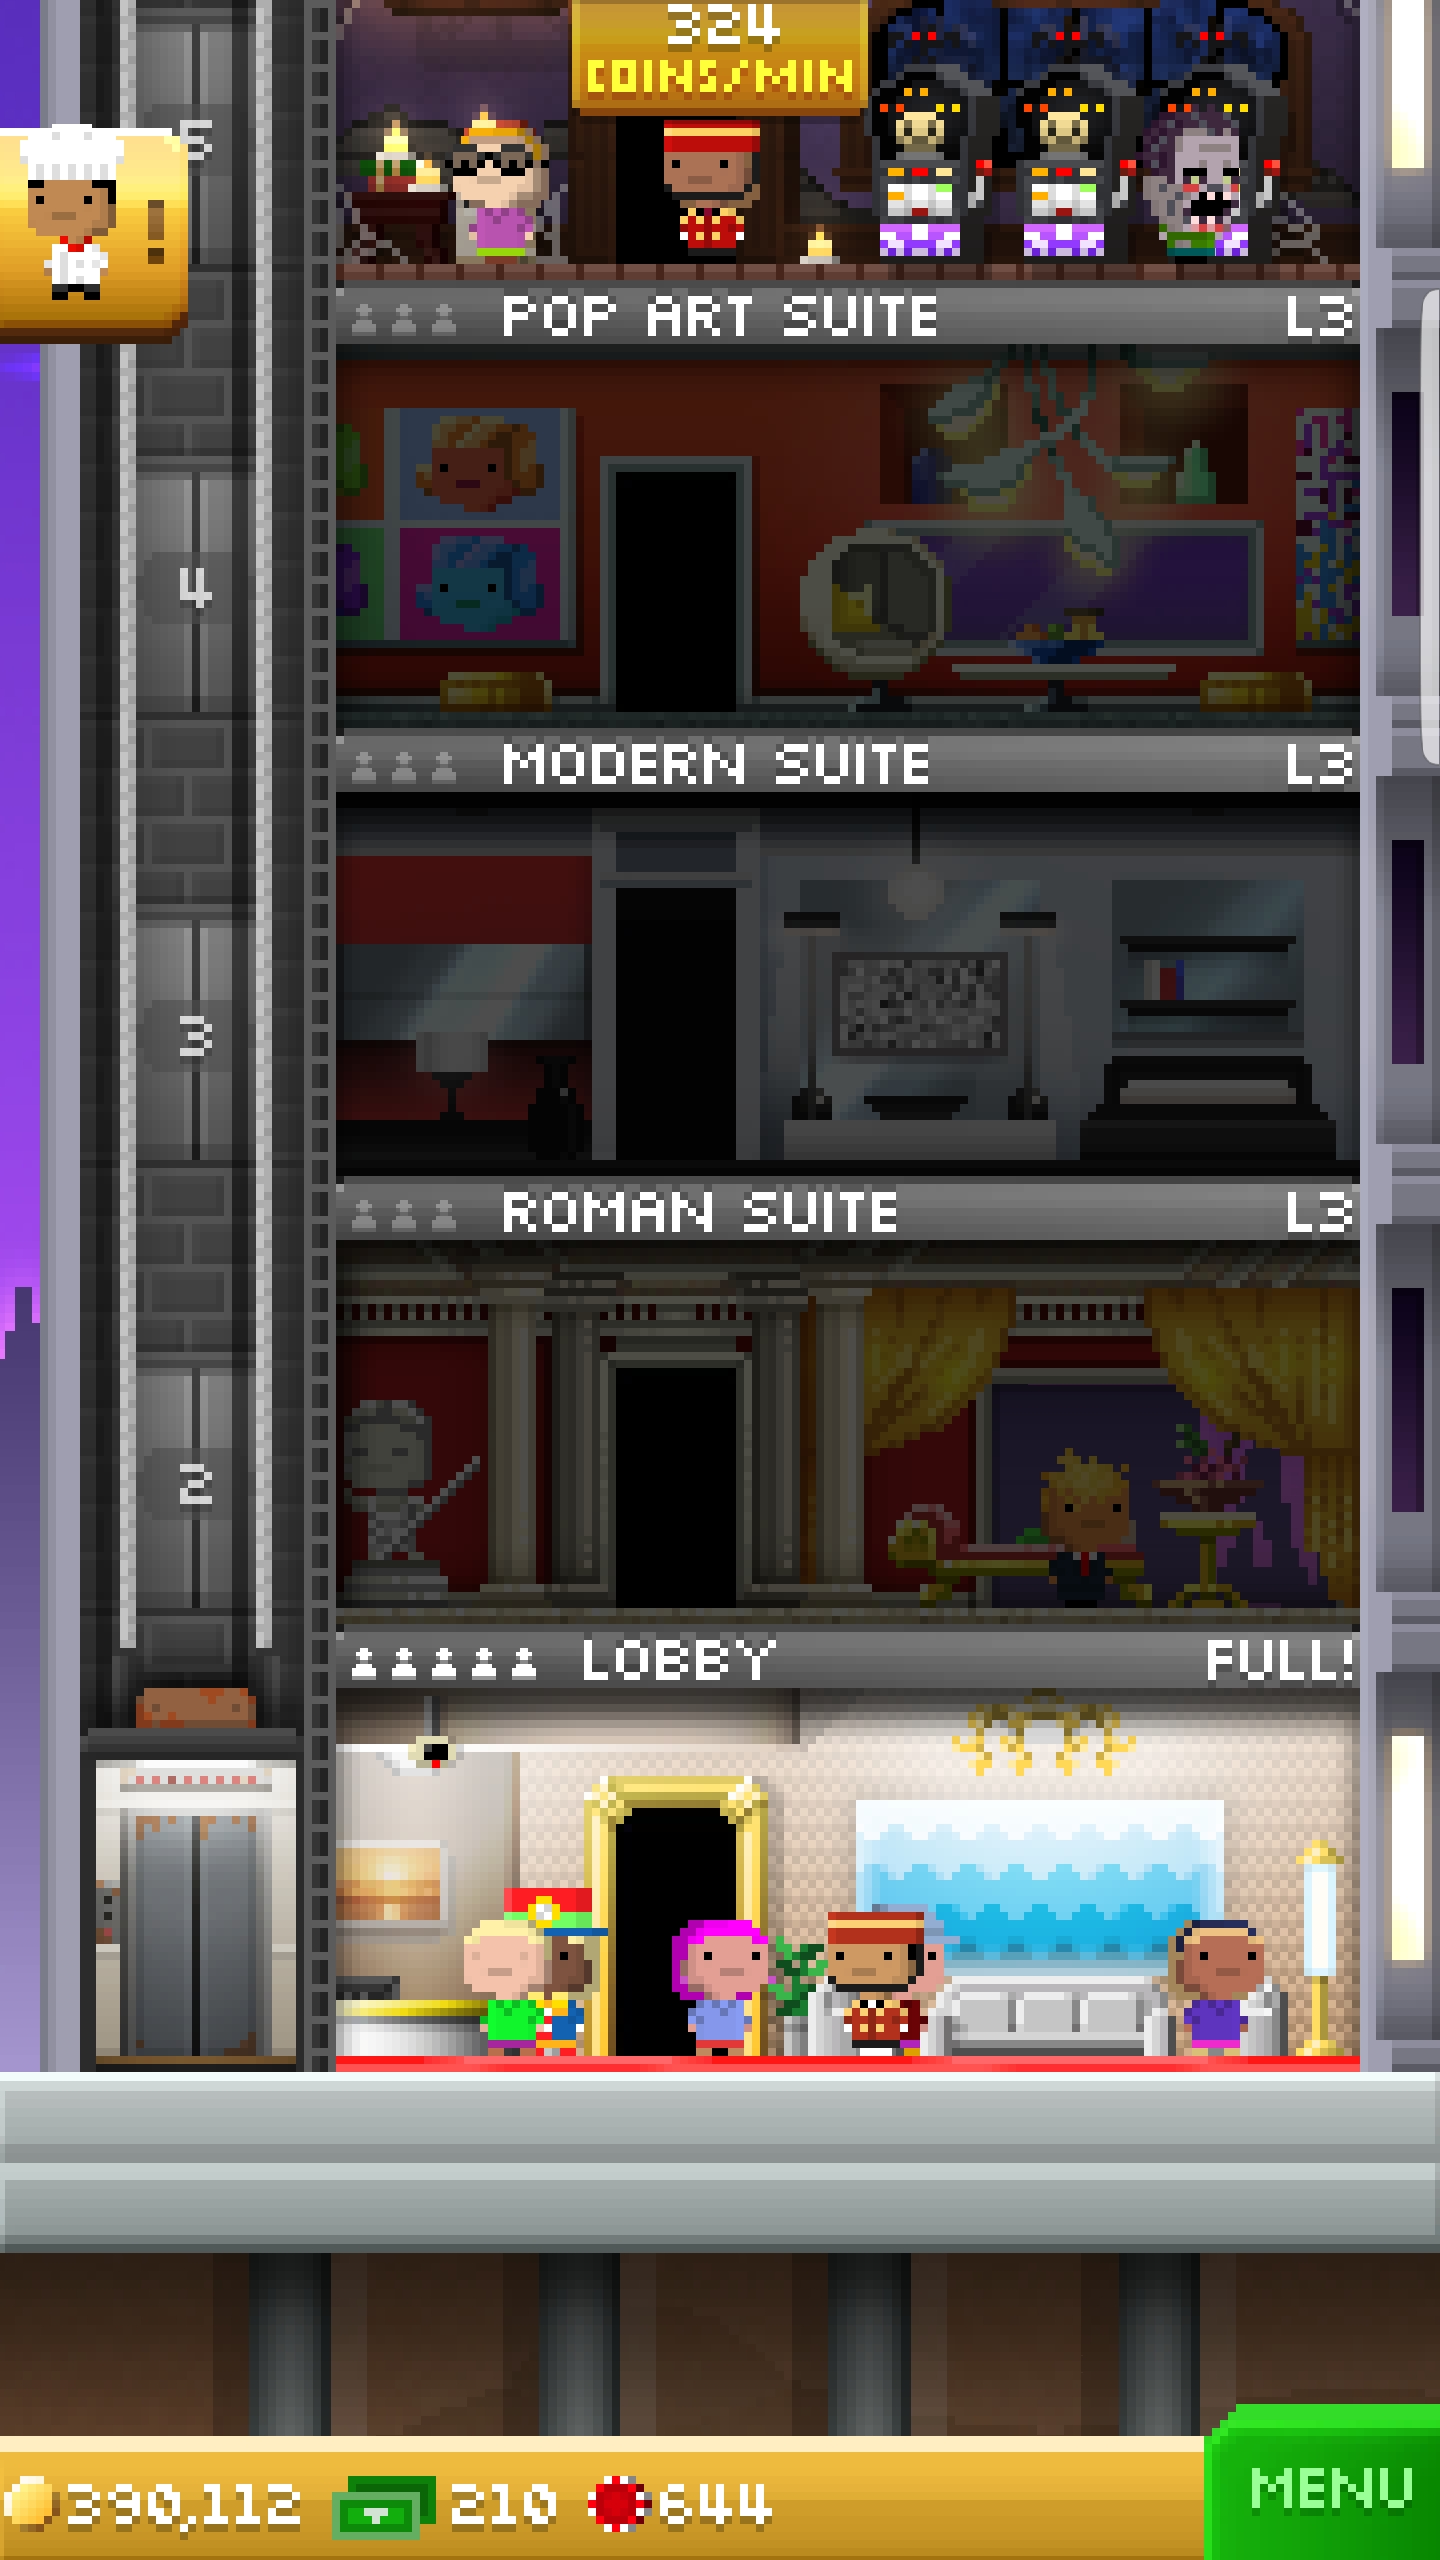 324
COINS/MIN
5
!
POP ART SUITE L3
4
MODERN SUITE L3
3
ROMAN SUITE L3
2
LOBBY FULL!
390,112 210 644
MENU